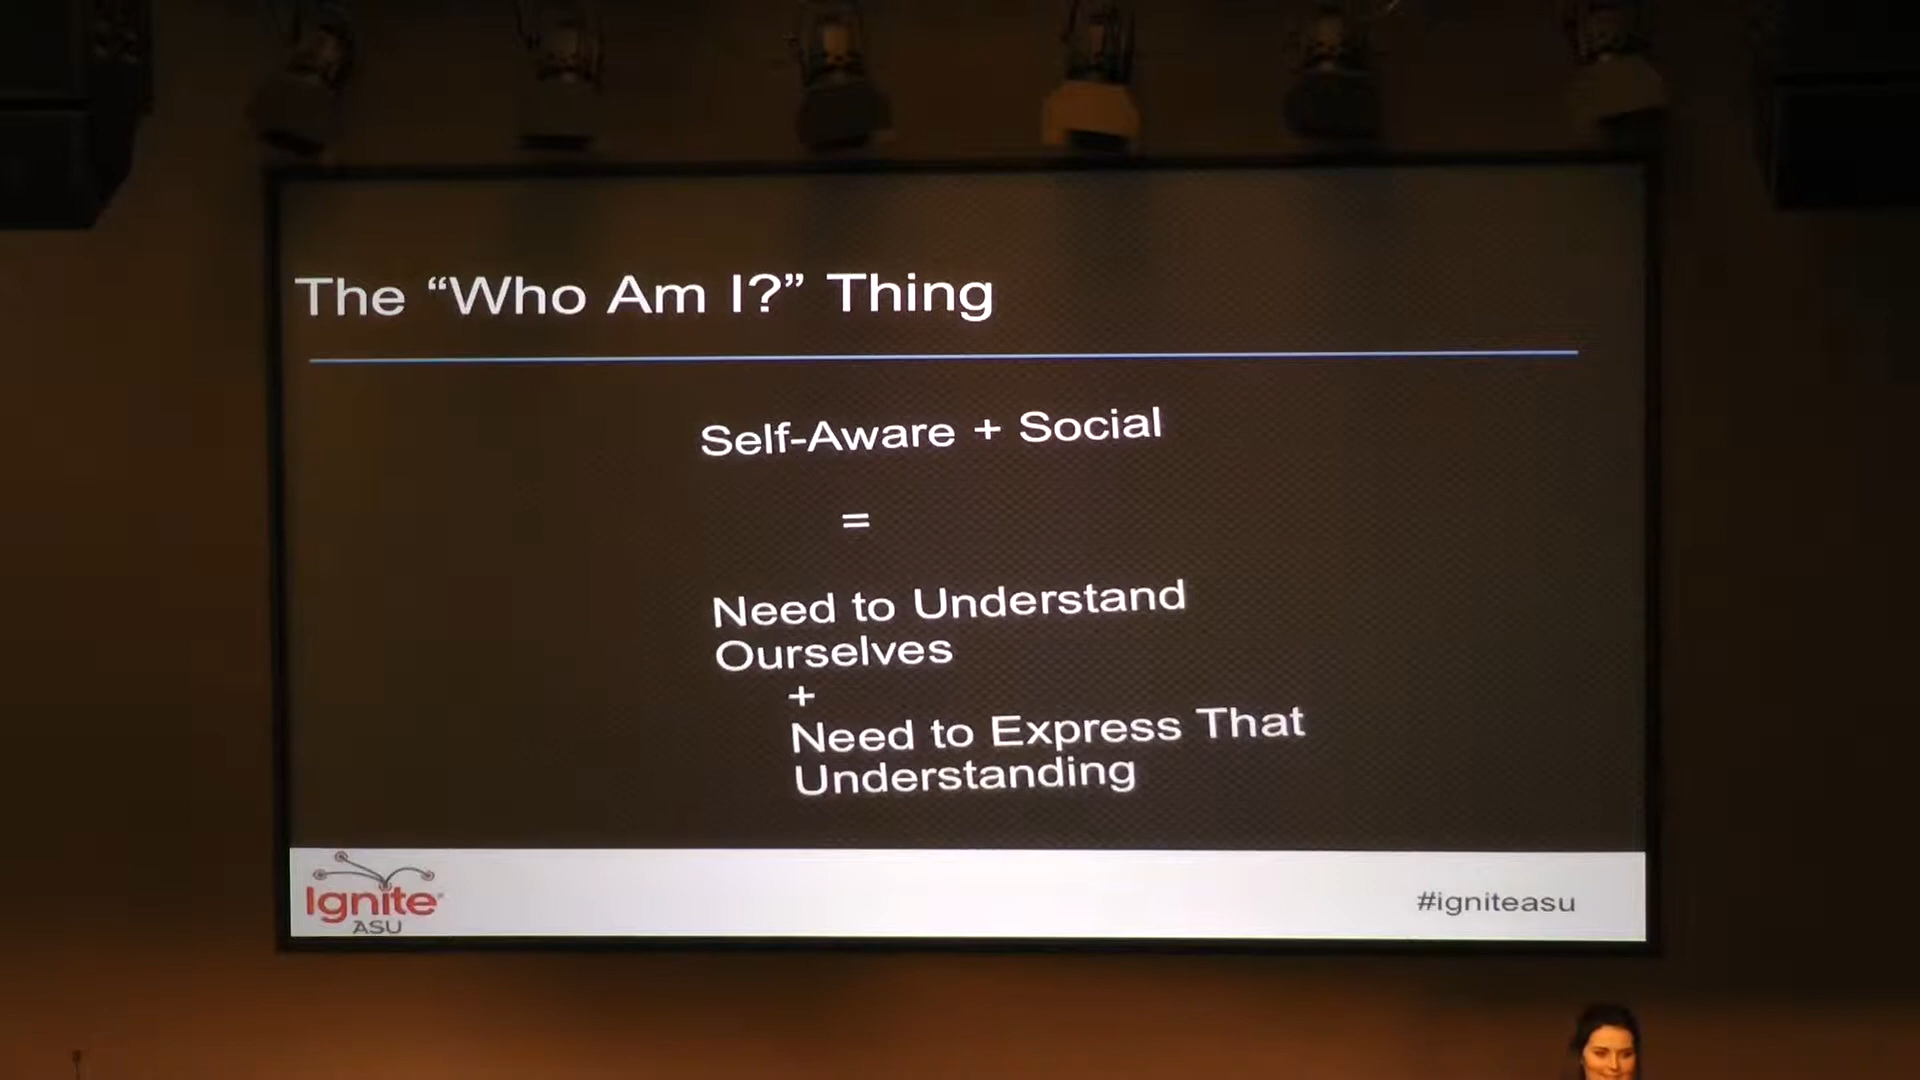 The “Who Am I?” Thing
Self-Aware + Social
=
Need to Understand
Ourselves
+
Need to Express That
Understanding
Ignite
ASU
#igniteasu